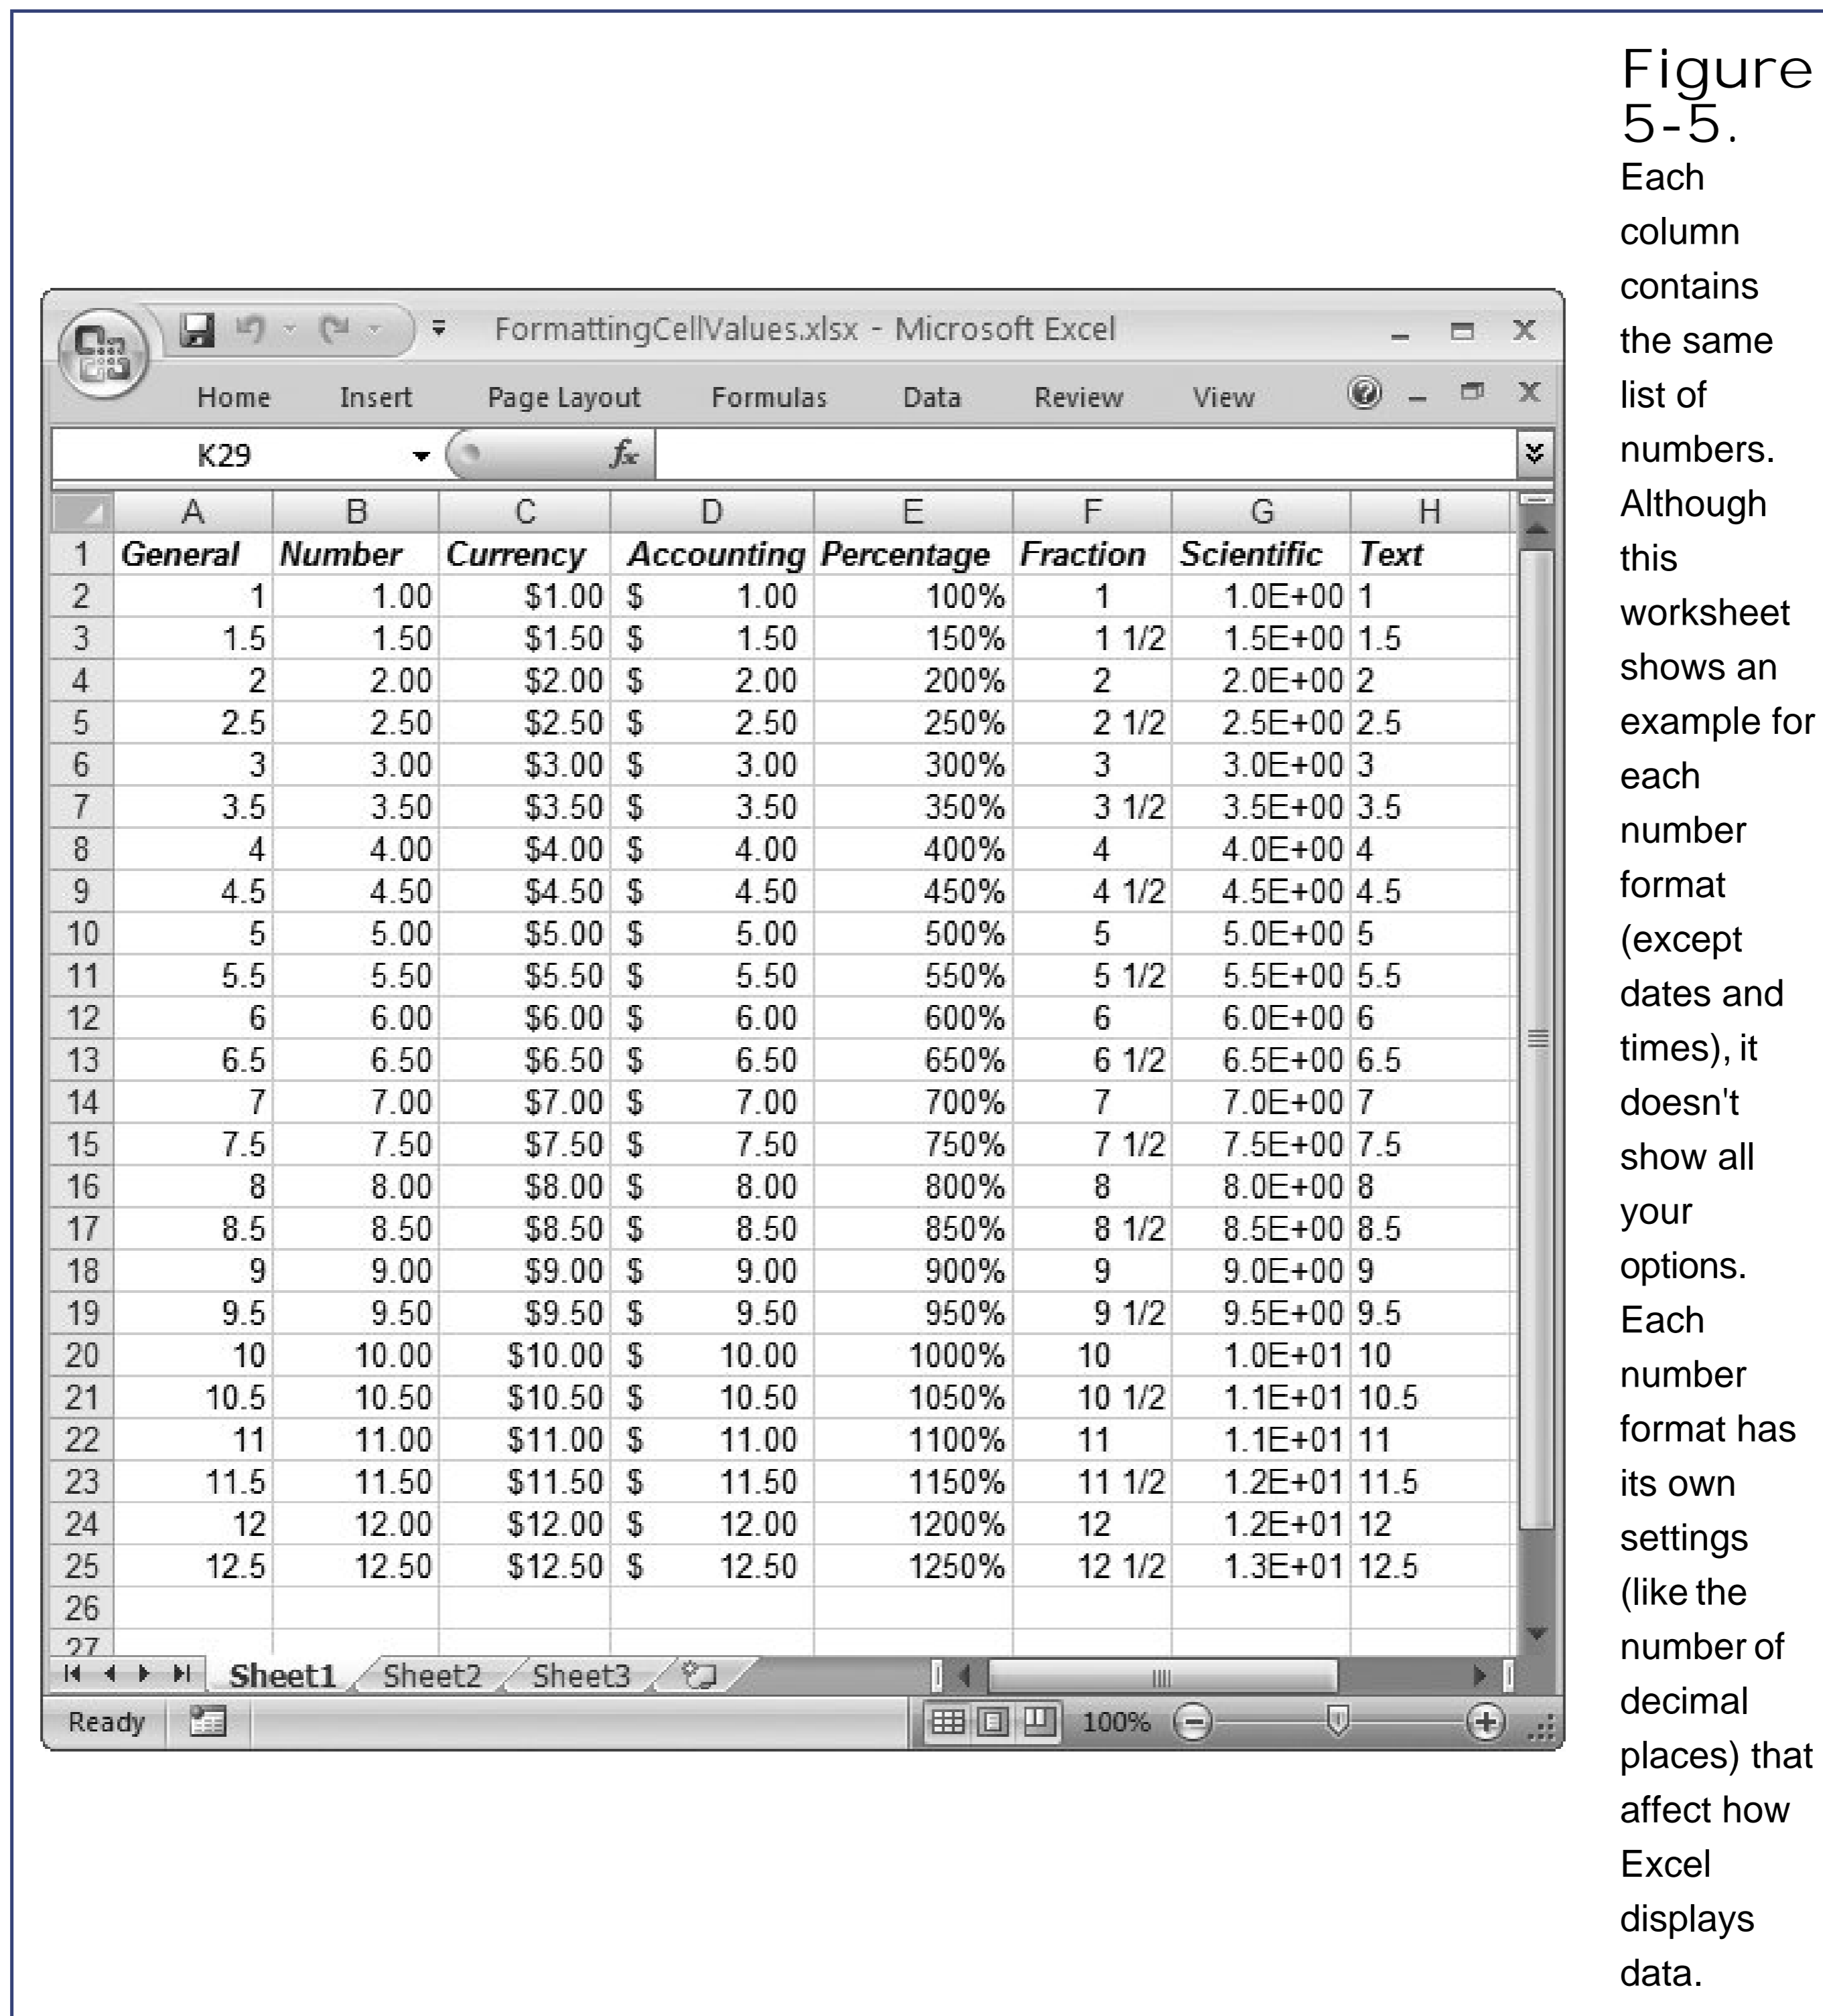 FormattingCellValues.xlsx - Microsoft Excel
Home Insert Page Layout Formulas Data Review View
K29 fx
A B C D E F G H
1 General Number Currency Accounting Percentage Fraction Scientific Text
2 1 1.00 $1.00 $ 1.00 100% 1 1.0E+00 1
3 1.5 1.50 $1.50 $ 1.50 150% 1 1/2 1.5E+00 1.5
4 2 2.00 $2.00 $ 2.00 200% 2 2.0E+00 2
5 2.5 2.50 $2.50 $ 2.50 250% 2 1/2 2.5E+00 2.5
6 3 3.00 $3.00 $ 3.00 300% 3 3.0E+00 3
7 3.5 3.50 $3.50 $ 3.50 350% 3 1/2 3.5E+00 3.5
8 4 4.00 $4.00 $ 4.00 400% 4 4.0E+00 4
9 4.5 4.50 $4.50 $ 4.50 450% 4 1/2 4.5E+00 4.5
10 5 5.00 $5.00 $ 5.00 500% 5 5.0E+00 5
11 5.5 5.50 $5.50 $ 5.50 550% 5 1/2 5.5E+00 5.5
12 6 6.00 $6.00 $ 6.00 600% 6 6.0E+00 6
13 6.5 6.50 $6.50 $ 6.50 650% 6 1/2 6.5E+00 6.5
14 7 7.00 $7.00 $ 7.00 700% 7 7.0E+00 7
15 7.5 7.50 $7.50 $ 7.50 750% 7 1/2 7.5E+00 7.5
16 8 8.00 $8.00 $ 8.00 800% 8 8.0E+00 8
17 8.5 8.50 $8.50 $ 8.50 850% 8 1/2 8.5E+00 8.5
18 9 9.00 $9.00 $ 9.00 900% 9 9.0E+00 9
19 9.5 9.50 $9.50 $ 9.50 950% 9 1/2 9.5E+00 9.5
20 10 10.00 $10.00 $ 10.00 1000% 10 1.0E+01 10
21 10.5 10.50 $10.50 $ 10.50 1050% 10 1/2 1.1E+01 10.5
22 11 11.00 $11.00 $ 11.00 1100% 11 1.1E+01 11
23 11.5 11.50 $11.50 $ 11.50 1150% 11 1/2 1.2E+01 11.5
24 12 12.00 $12.00 $ 12.00 1200% 12 1.2E+01 12
25 12.5 12.50 $12.50 $ 12.50 1250% 12 1/2 1.3E+01 12.5
26
27
Sheet1 Sheet2 Sheet3
Ready 100%
Figure
5-5.
Each
column
contains
the same
list of
numbers.
Although
this
worksheet
shows an
example for
each
number
format
(except
dates and
times), it
doesn't
show all
your
options.
Each
number
format has
its own
settings
(like the
number of
decimal
places) that
affect how
Excel
displays
data.